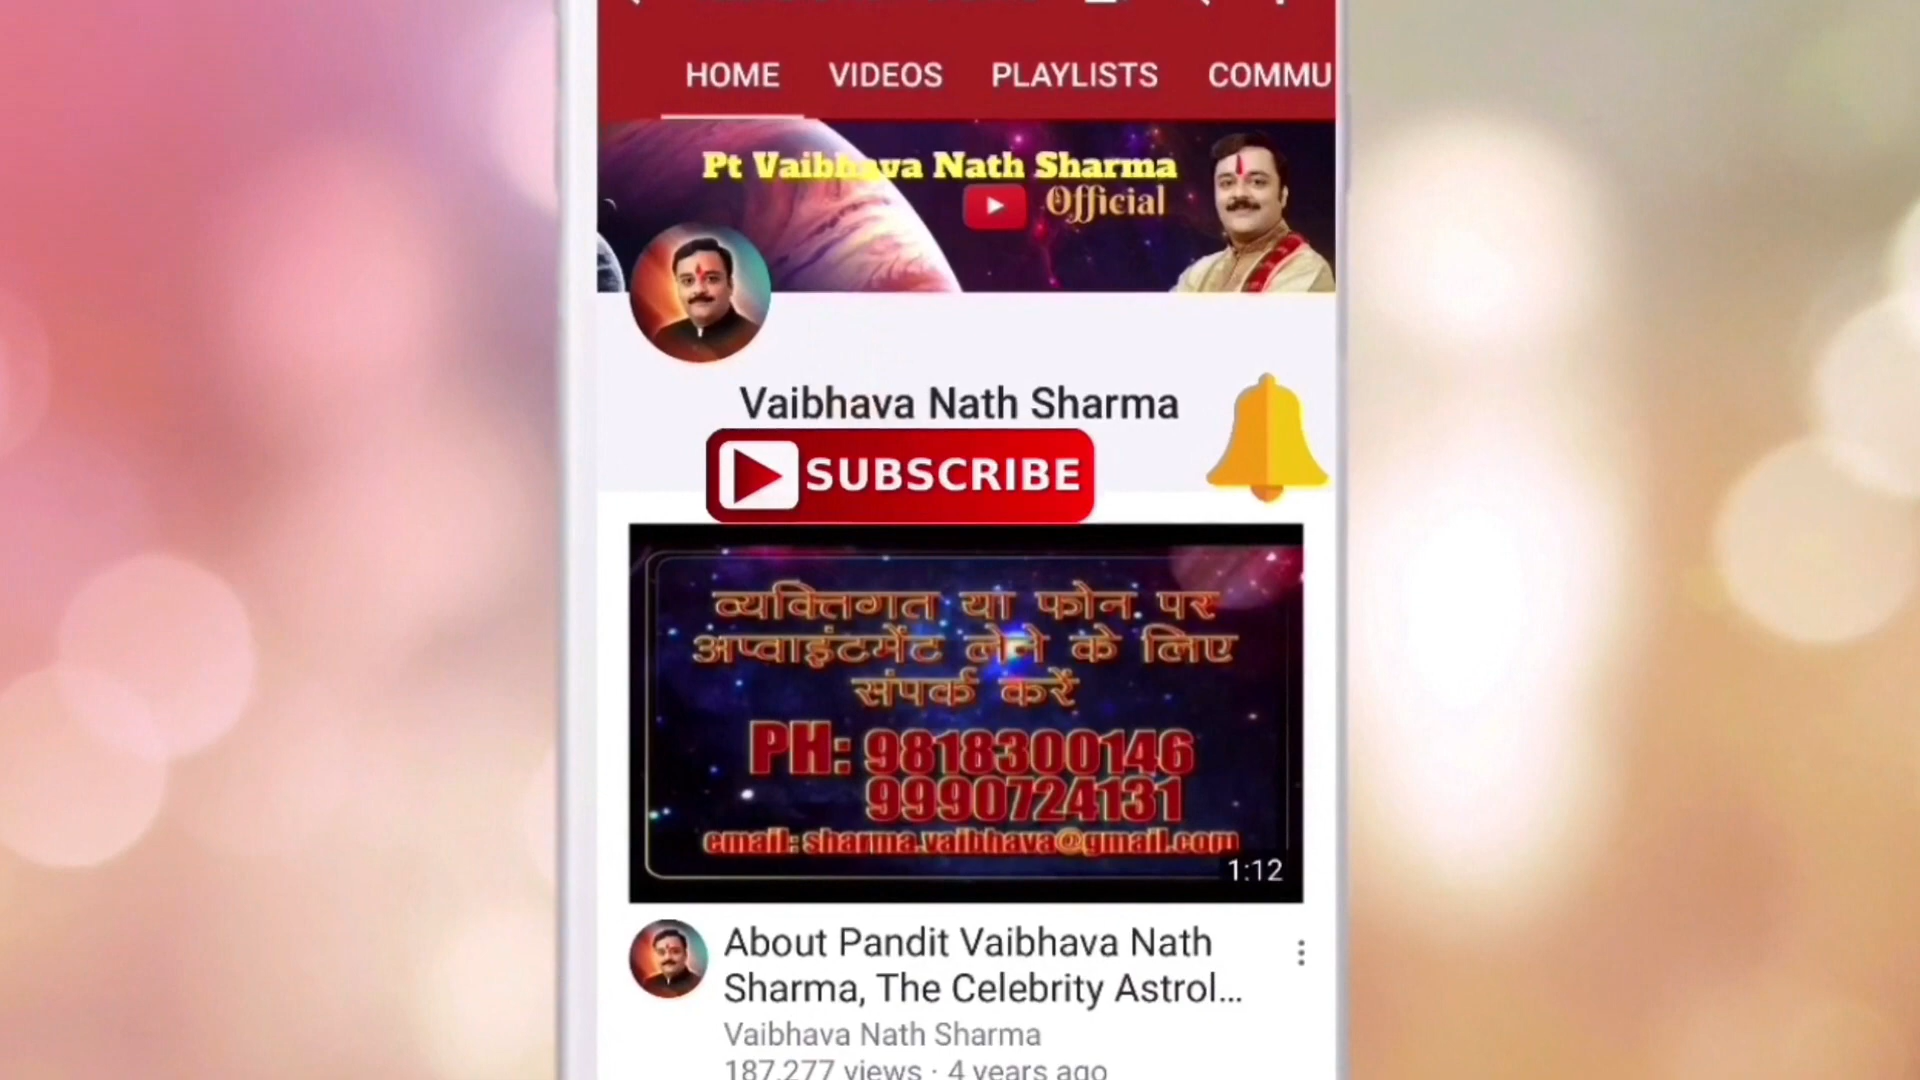 HOME VIDEOS PLAYLISTS COMMU
Pt Vaibhava Nath Sharma
Official
Vaibhava Nath Sharma
SUBSCRIBE
व्यक्तिगत या फोन पर
अप्वाइंटमेंट लेने के लिए
संपर्क करें
PH: 9818300146
9990724131
email: sharma.vaibhava@gmail.com
1:12
About Pandit Vaibhava Nath
Sharma, The Celebrity Astrol...
Vaibhava Nath Sharma
187,277 views · 4 years ago